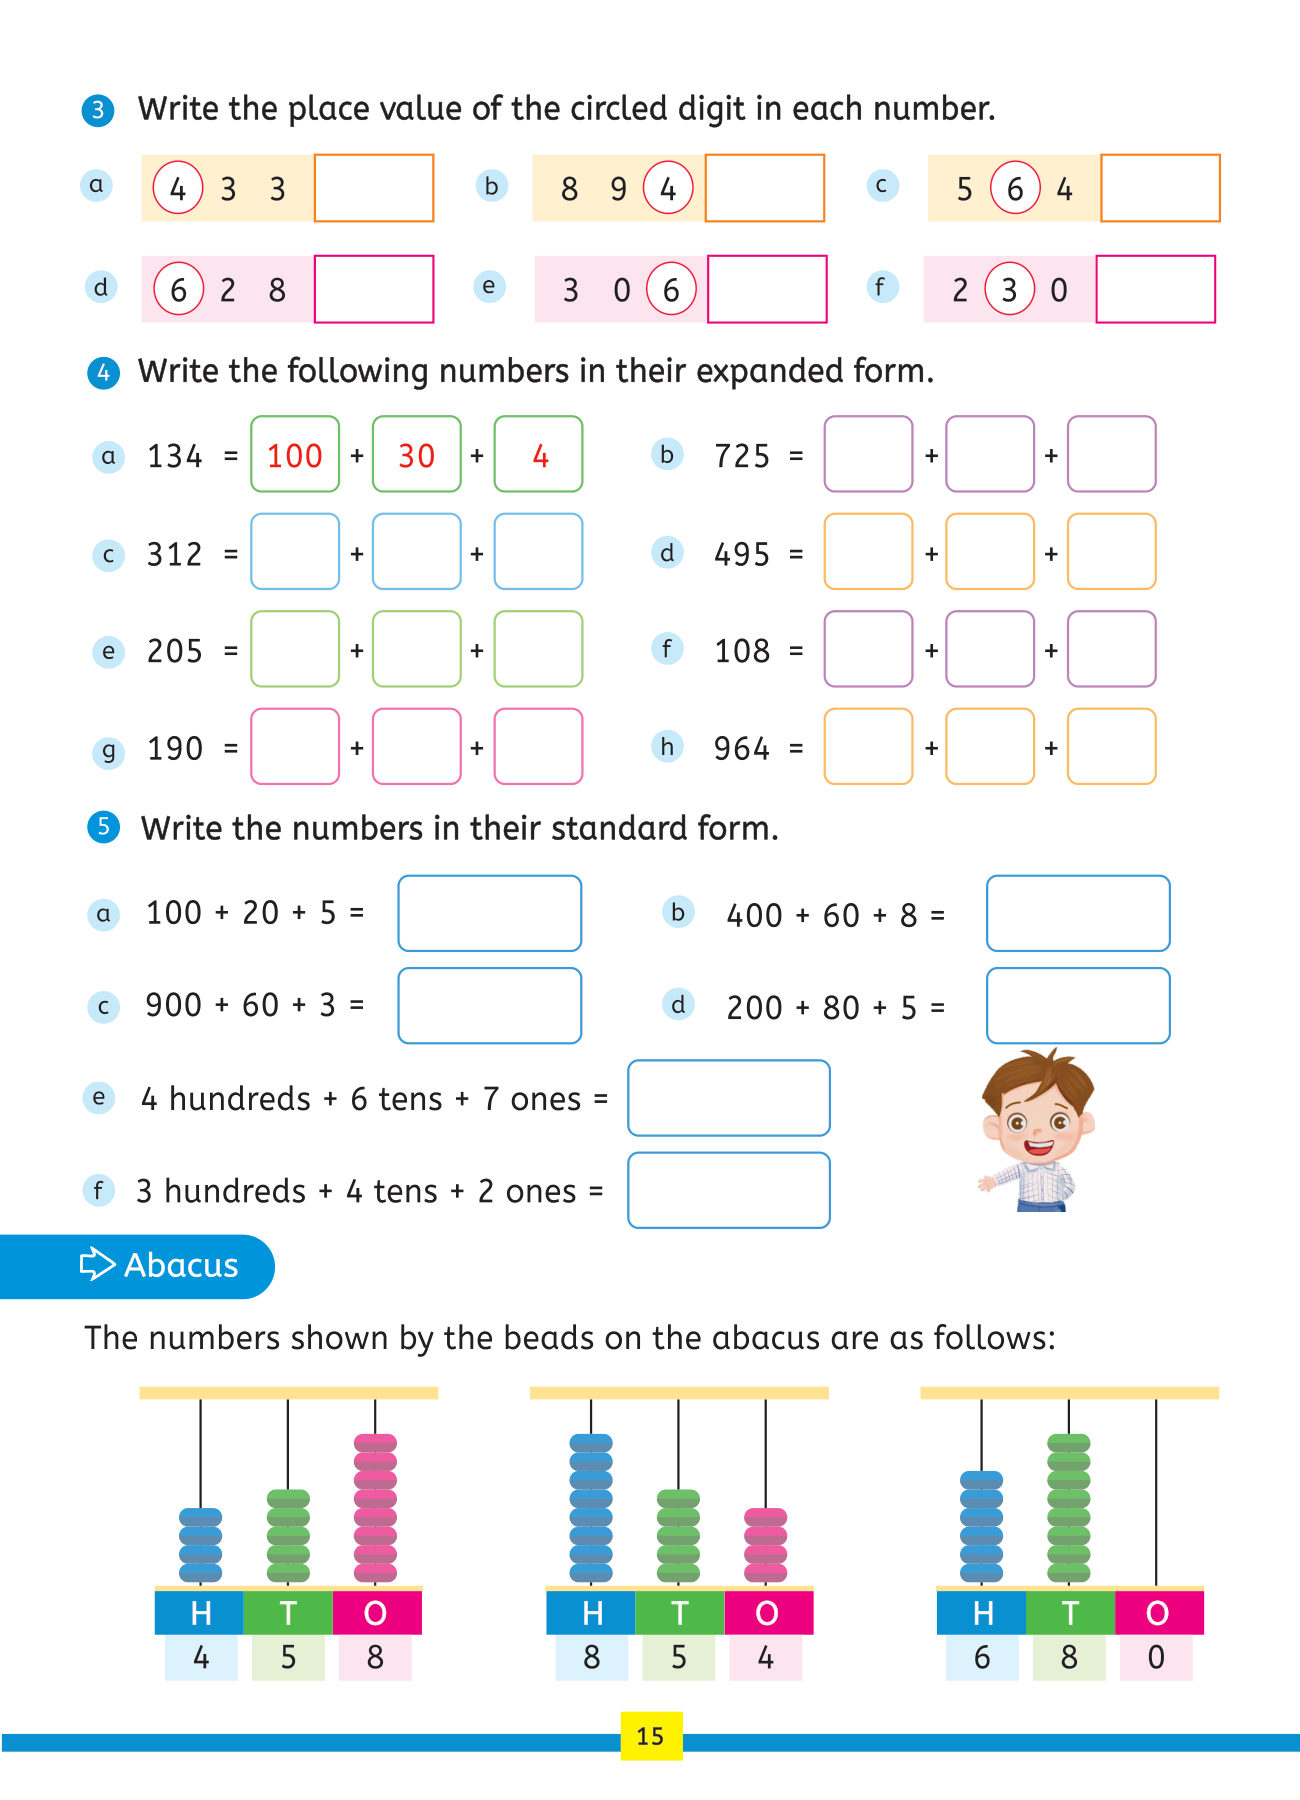 3 Write the place value of the circled digit in each number.
a 4 3 3 b 8 9 4 c 5 6 4
d 6 2 8 e 3 0 6 f 2 3 0
4 Write the following numbers in their expanded form.
a 134 = 100 + 30 + 4 b 725 = + +
c 312 = + + d 495 = + +
e 205 = + + f 108 = + +
g 190 = + + h 964 = + +
5 Write the numbers in their standard form.
a 100 + 20 + 5 = b 400 + 60 + 8 =
c 900 + 60 + 3 = d 200 + 80 + 5 =
e 4 hundreds + 6 tens + 7 ones =
f 3 hundreds + 4 tens + 2 ones =
Abacus
The numbers shown by the beads on the abacus are as follows:
H T O H T O H T O
4 5 8 8 5 4 6 8 0
15